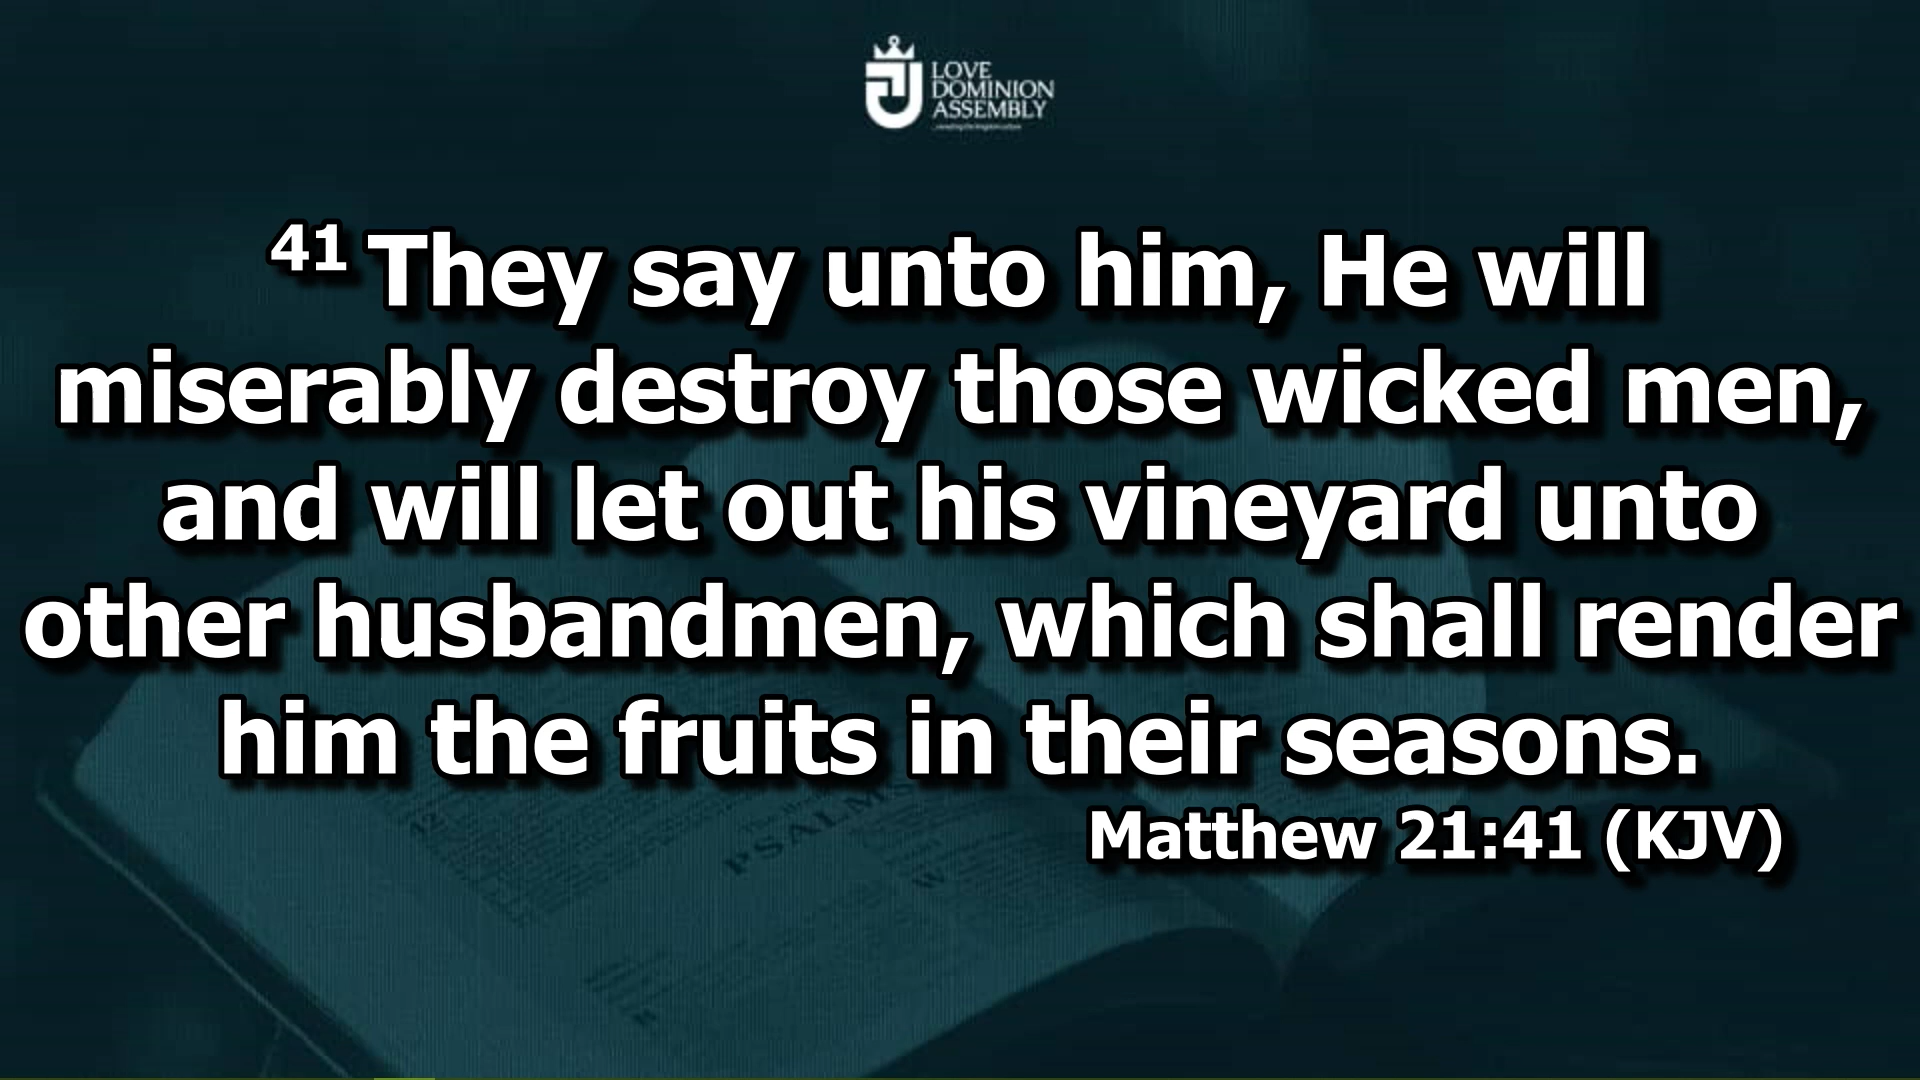 LOVE
DOMINION
ASSEMBLY
41 They say unto him, He will
miserably destroy those wicked men,
and will let out his vineyard unto
other husbandmen, which shall render
him the fruits in their seasons.
Matthew 21:41 (KJV)
PSALMS